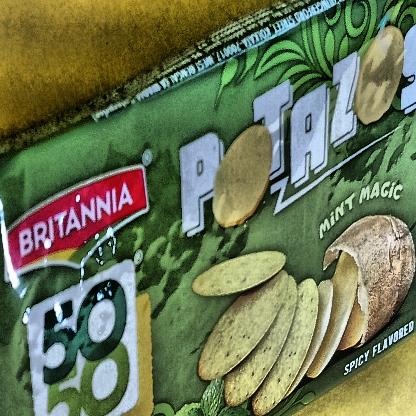 POTAZOS
BRITANNIA
50
50
MINT MAGIC
SPICY FLAVORED